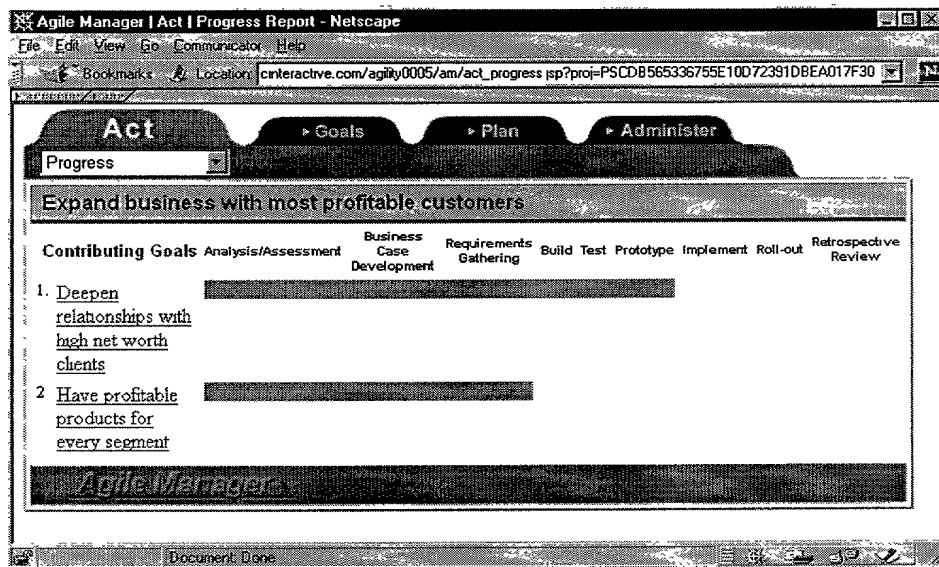 Agile Manager | Act | Progress Report - Netscape
File Edit View Go Communicator Help
Bookmarks Location: cinteractive.com/agility0005/am/act_progress jsp?proj=PSCDB565336755E10D72391DBEA017F30
Act Goals Plan Administer
Progress
Expand business with most profitable customers
Contributing Goals Analysis/Assessment Business Case Development Requirements Gathering Build Test Prototype Implement Roll-out Retrospective Review
1. Deepen
relationships with
high net worth
clients
2 Have profitable
products for
every segment
Agile Manager
Document: Done